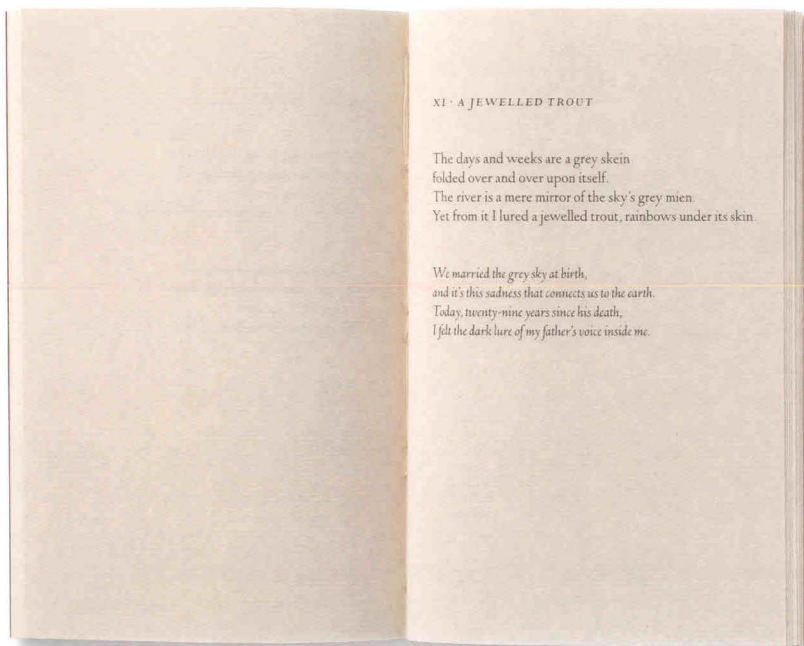 XI · A JEWELLED TROUT
The days and weeks are a grey skein
folded over and over upon itself.
The river is a mere mirror of the sky's grey mien.
Yet from it I lured a jewelled trout, rainbows under its skin.
We married the grey sky at birth,
and it's this sadness that connects us to the earth.
Today, twenty-nine years since his death,
I felt the dark lure of my father's voice inside me.